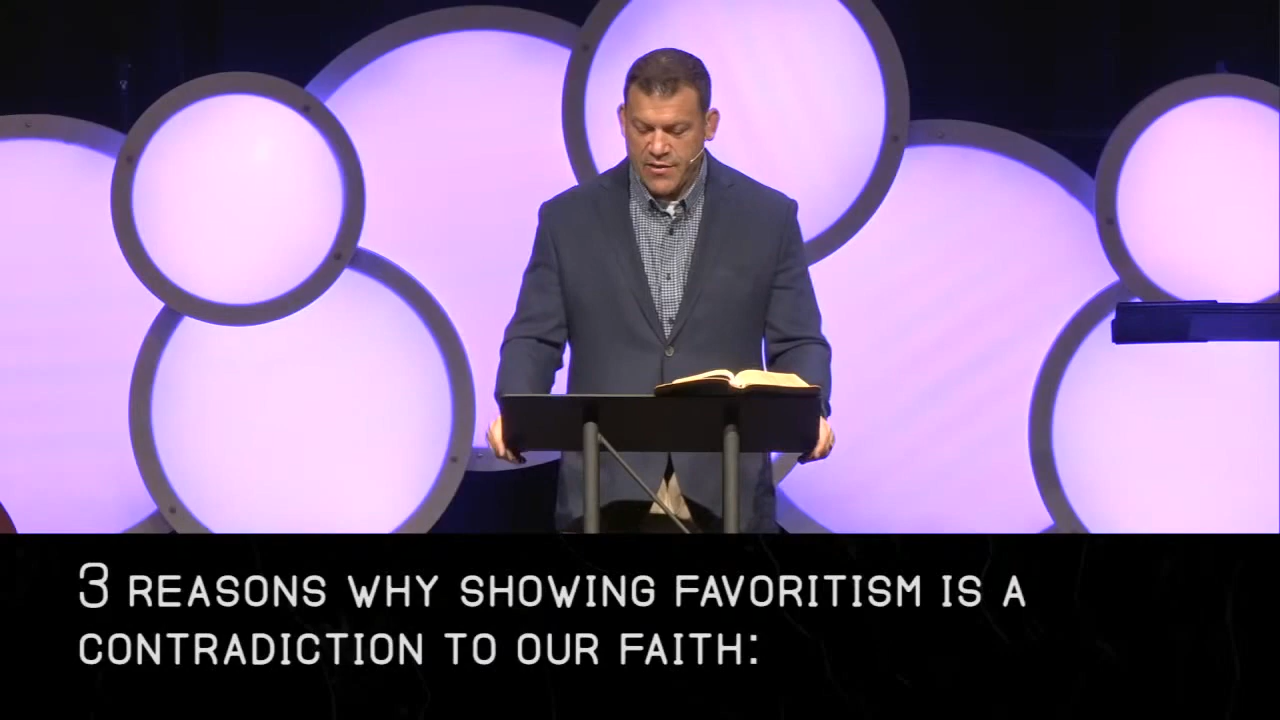 3 REASONS WHY SHOWING FAVORITISM IS A
CONTRADICTION TO OUR FAITH: